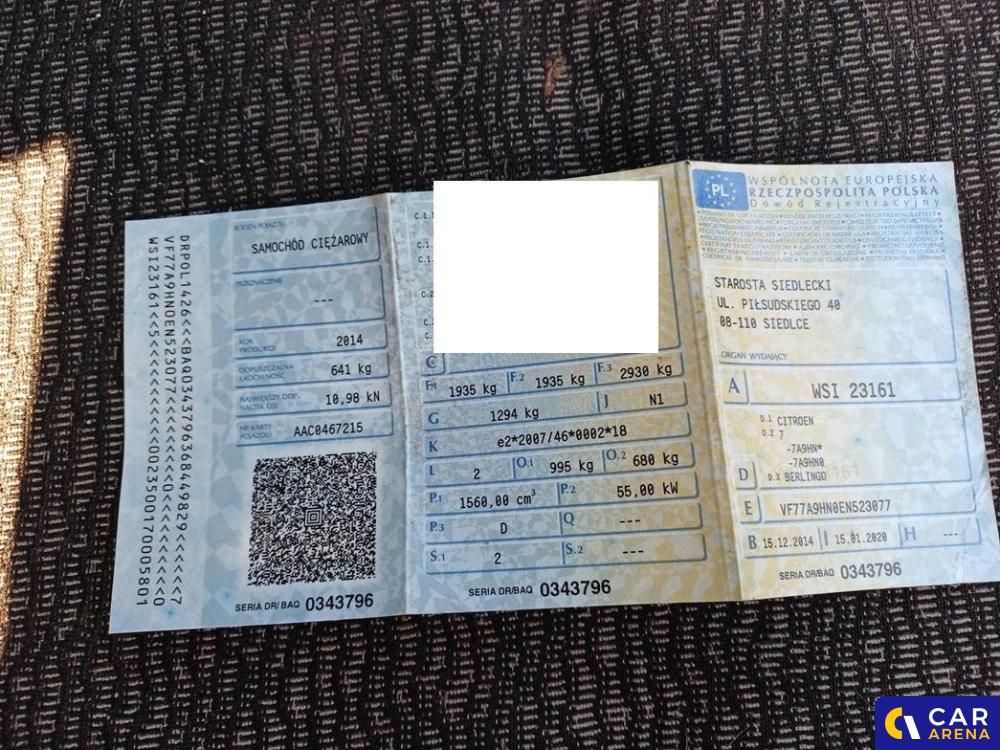 DRPOL1426<<<BAQ0343796368449829<<<<<<7
VF77A9HN0EN523077<<<<<<<<0<<<<<<<<<<<<0
WSI23161<<5<<<<<<<<<<<<<<0023500170005801
RODZAJ POJAZDU
SAMOCHÓD CIĘŻAROWY
PRZEZNACZENIE
---
ROK PRODUKCJI
2014
DOPUSZCZALNA ŁADOWNOŚĆ
641 kg
NAJWIĘKSZY DOP. NACISK OSI
10,98 kN
NR KARTY POJAZDU
AAC0467215
SERIA DR/BAQ 0343796
C
F.1 1935 kg F.2 1935 kg F.3 2930 kg
G 1294 kg J N1
K e2*2007/46*0002*18
L 2 O.1 995 kg O.2 680 kg
P.1 1560,00 cm³ P.2 55,00 kW
P.3 D Q ---
S.1 2 S.2 ---
SERIA DR/BAQ 0343796
PL
WSPÓLNOTA EUROPEJSKA
RZECZPOSPOLITA POLSKA
Dowód Rejestracyjny
STAROSTA SIEDLECKI
UL. PIŁSUDSKIEGO 40
08-110 SIEDLCE
ORGAN WYDAJĄCY
A WSI 23161
D.1 CITROEN
D.2 7
-7A9HN*
-7A9HN0
D D.3 BERLINGO
E VF77A9HN0EN523077
B 15.12.2014 I 15.01.2020 H ---
SERIA DR/BAQ 0343796
CAR
ARENA